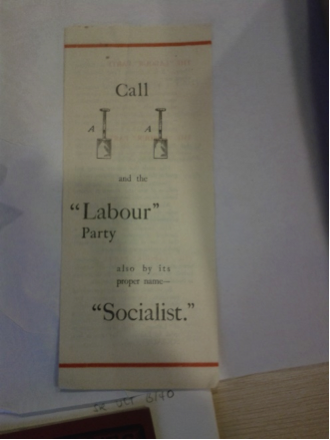 Call
A A
and the
"Labour"
Party
also by its
proper name—
"Socialist."